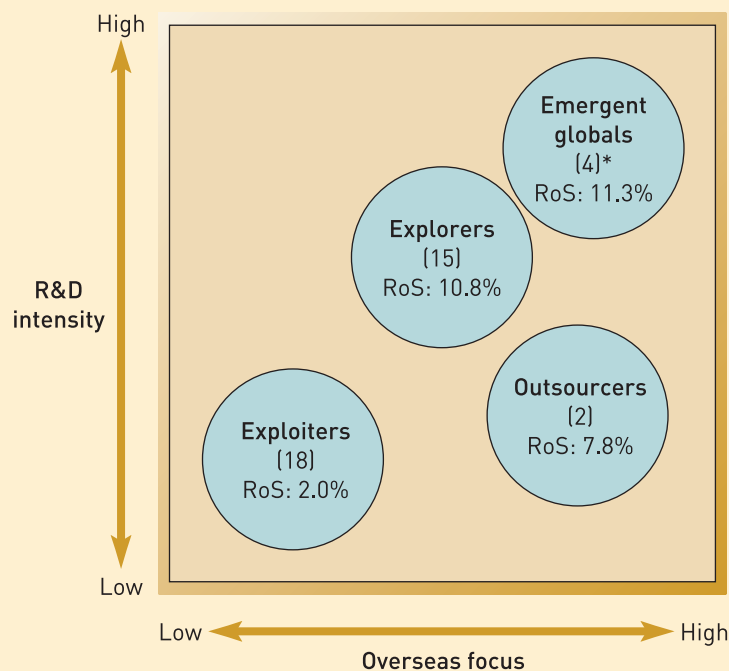 High
Emergent
globals
(4)*
RoS: 11.3%
Explorers
(15)
RoS: 10.8%
R&D
intensity
Outsourcers
(2)
RoS: 7.8%
Exploiters
(18)
RoS: 2.0%
Low
Low
High
Overseas focus